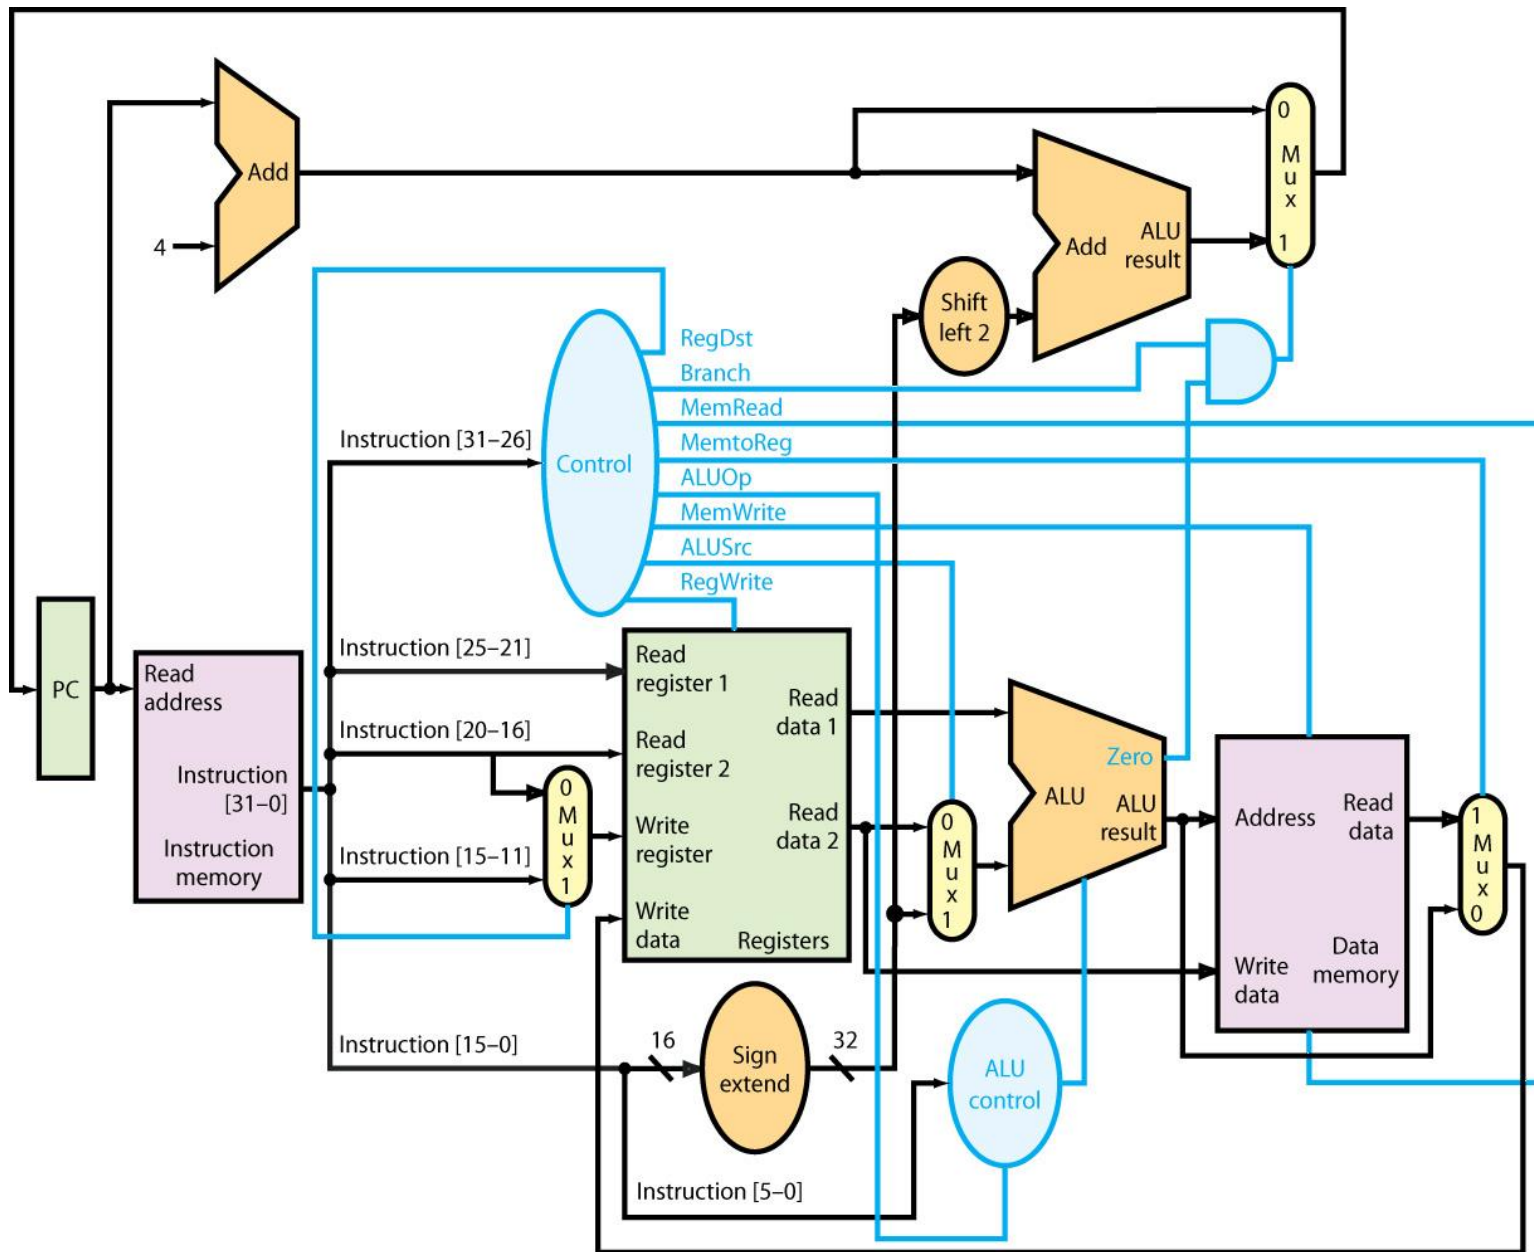 0
M
u
x
1
Add
4
Add
ALU
result
Shift
left 2
RegDst
Branch
MemRead
MemtoReg
ALUOp
MemWrite
ALUSrc
RegWrite
Control
Instruction [31–26]
Instruction [25–21]
Instruction [20–16]
Instruction [15–11]
Instruction [15–0]
PC
Read
address
Instruction
[31–0]
Instruction
memory
0
M
u
x
1
Read
register 1
Read
register 2
Write
register
Write
data
Read
data 1
Read
data 2
Registers
0
M
u
x
1
Zero
ALU
ALU
result
Address
Read
data
Write
data
Data
memory
1
M
u
x
0
16
Sign
extend
32
ALU
control
Instruction [5–0]